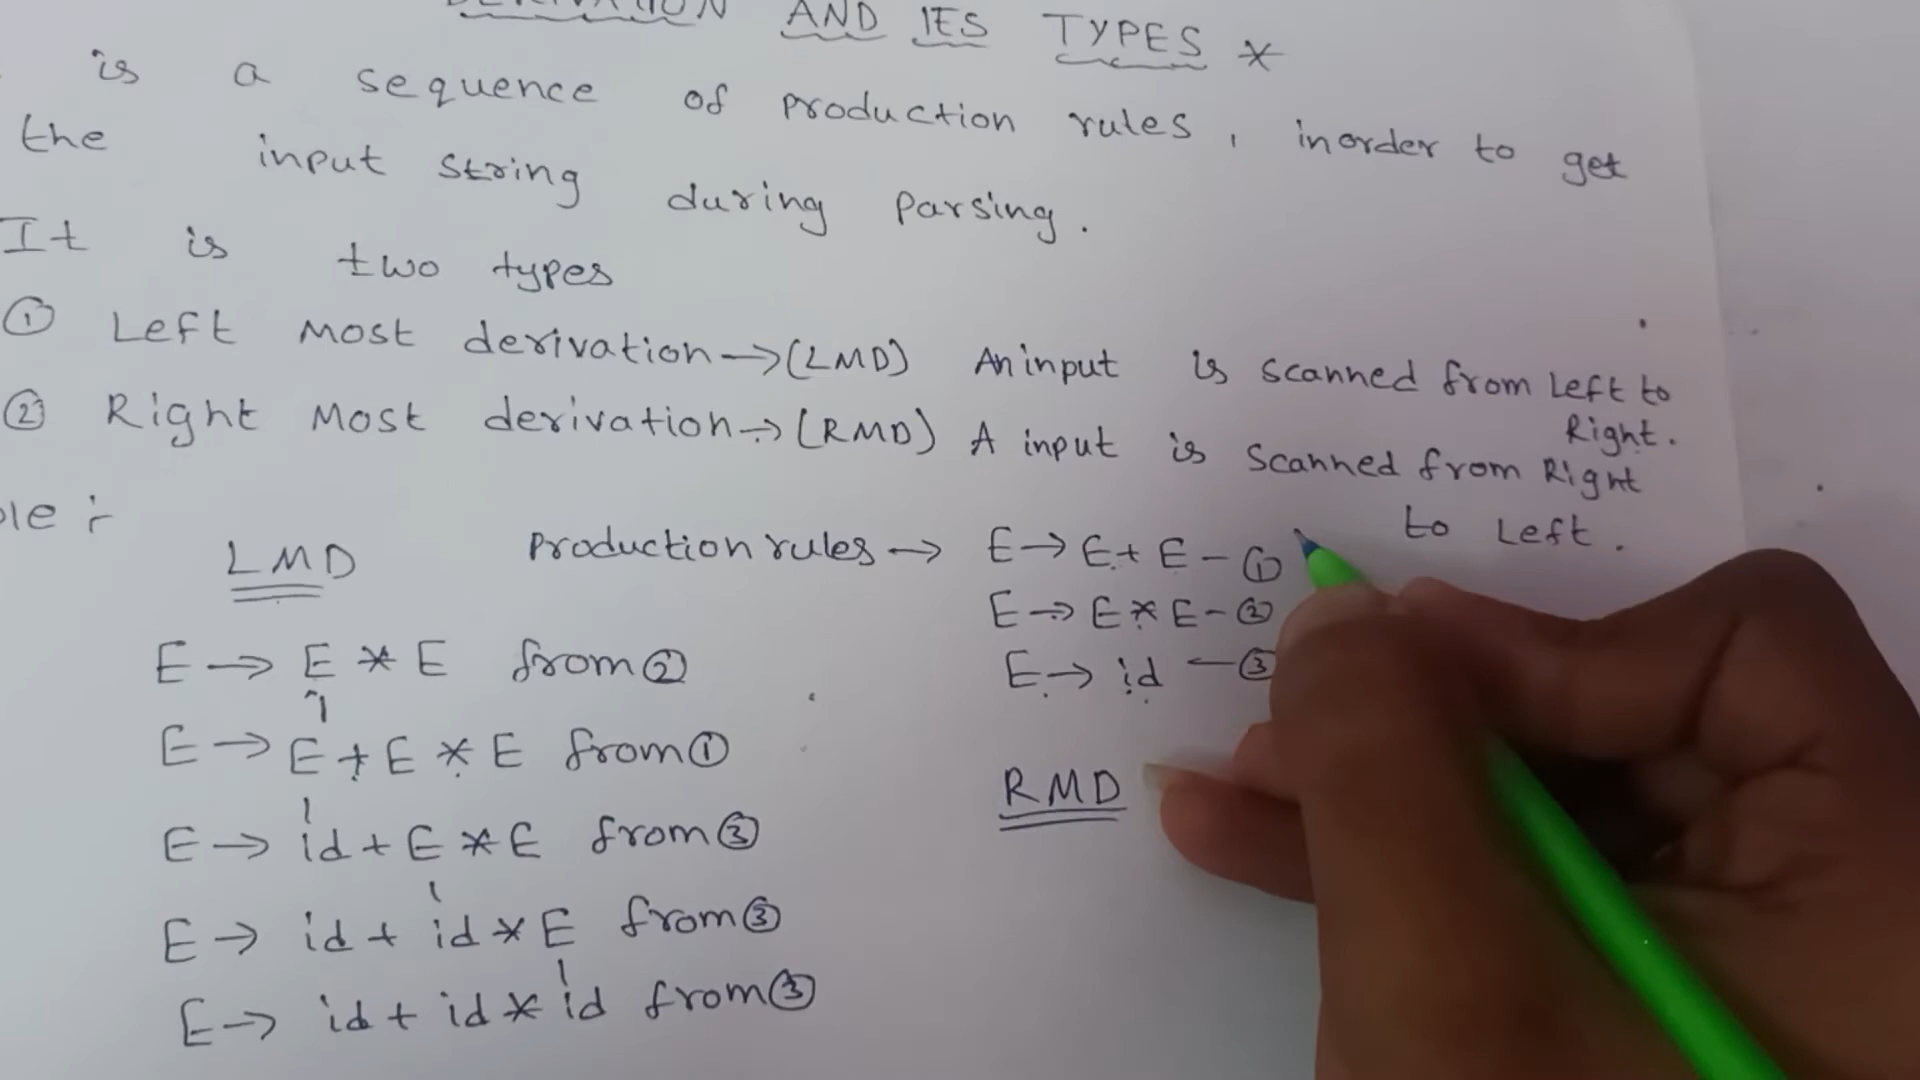 AND IES TYPES *
is a sequence of production rules, inorder to get
the input string during Parsing.
It is two types
① Left Most derivation → (LMD) An input is scanned from Left to Right.
② Right Most derivation → (RMD) A input is scanned from Right to Left.
LMD
Production rules → E → E + E - ①
E → E * E - ②
E → id - ③
E → E * E from ②
E → E + E * E from ①
E → id + E * E from ③
E → id + id * E from ③
E → id + id * id from ③
RMD